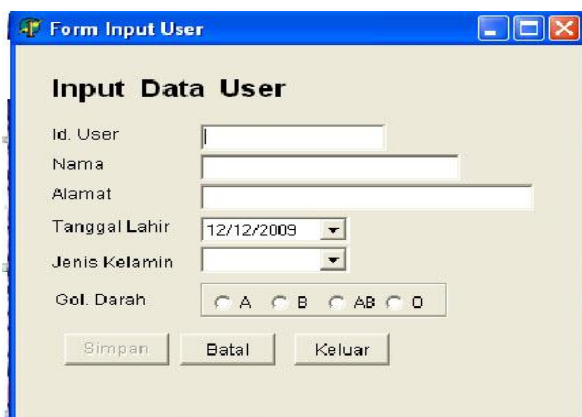 Form Input User
Input Data User
Id. User
Nama
Alamat
Tanggal Lahir 12/12/2009
Jenis Kelamin
Gol. Darah A B AB O
Simpan Batal Keluar